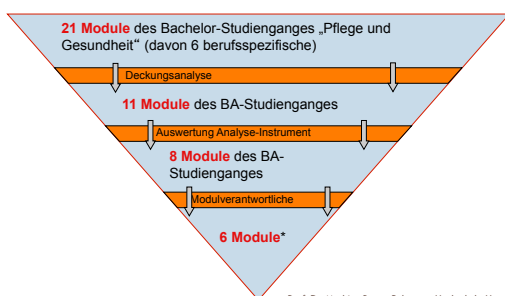 21 Module des Bachelor-Studienganges „Pflege und
Gesundheit“ (davon 6 berufsspezifische)
Deckungsanalyse
11 Module des BA-Studienganges
Auswertung Analyse-Instrument
8 Module des BA-
Studienganges
Modulverantwortliche
6 Module*